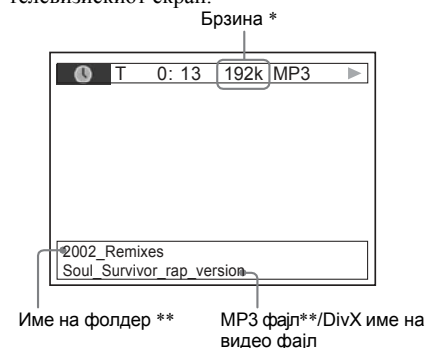 телевизискиот екран.
Брзина *
T 0: 13 192k MP3
2002_Remixes
Soul_Survivor_rap_version
Име на фолдер **
MP3 фајл**/DivX име на
видео фајл